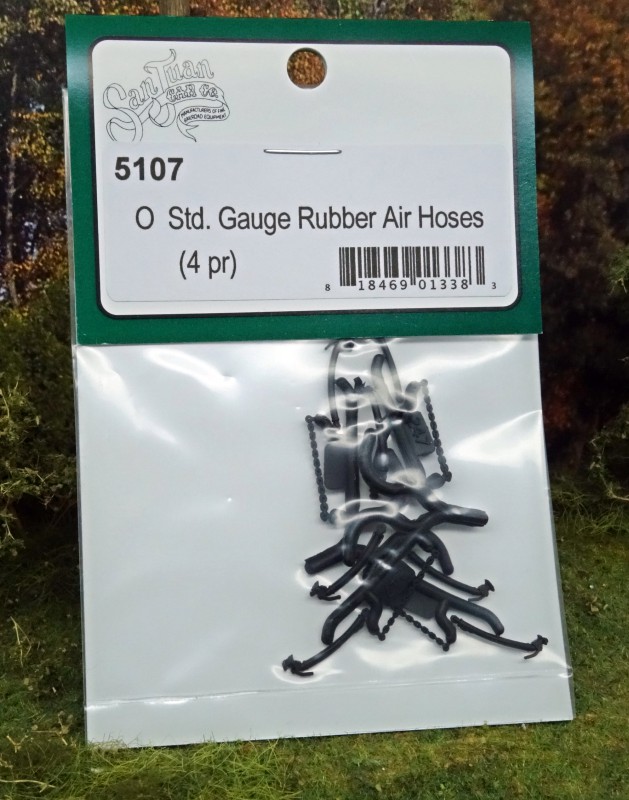 San Juan
CAR CO.
MANUFACTURERS OF FINE
RAILROAD EQUIPMENT
5107
O Std. Gauge Rubber Air Hoses
(4 pr)
8 18469 01338 3